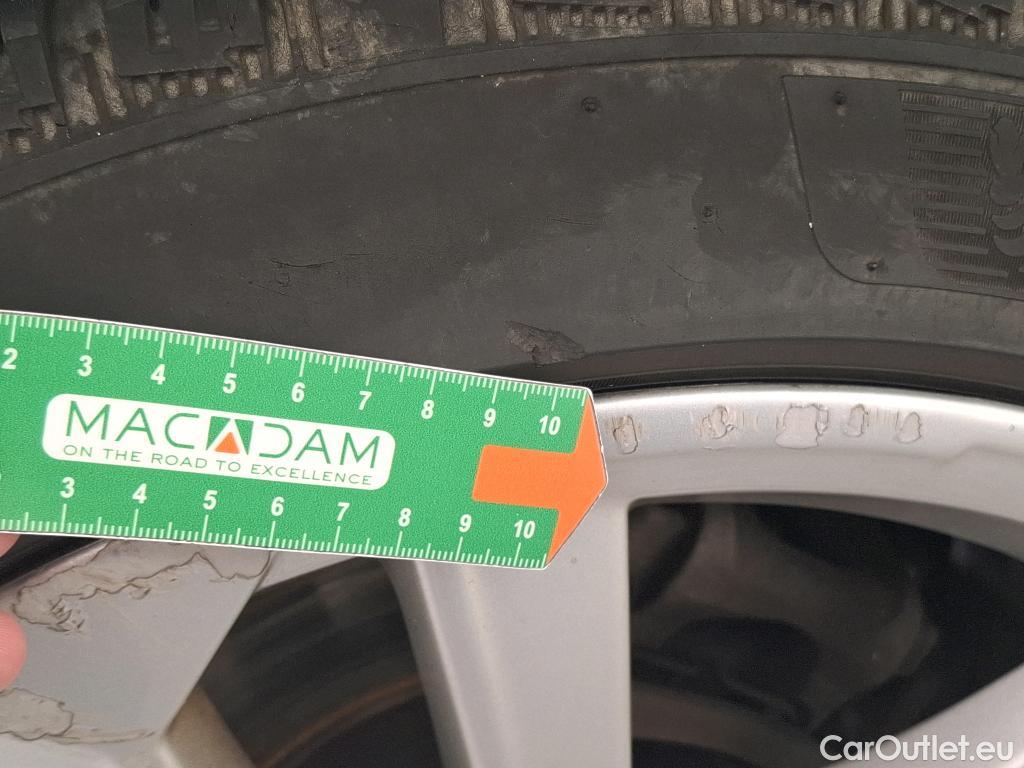 2 3 4 5 6 7 8 9 10
MACADAM
ON THE ROAD TO EXCELLENCE
3 4 5 6 7 8 9 10
CarOutlet.eu